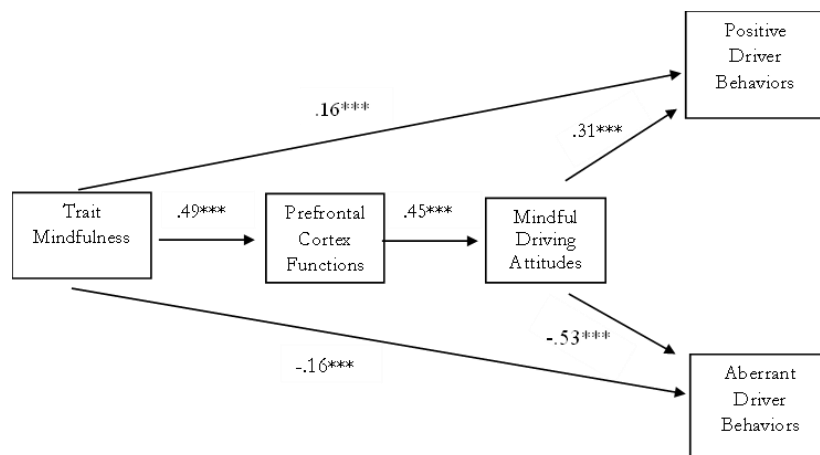 Positive
Driver
Behaviors
.16***
.31***
Trait
Mindfulness
.49***
Prefrontal
Cortex
Functions
.45***
Mindful
Driving
Attitudes
-.53***
-.16***
Aberrant
Driver
Behaviors